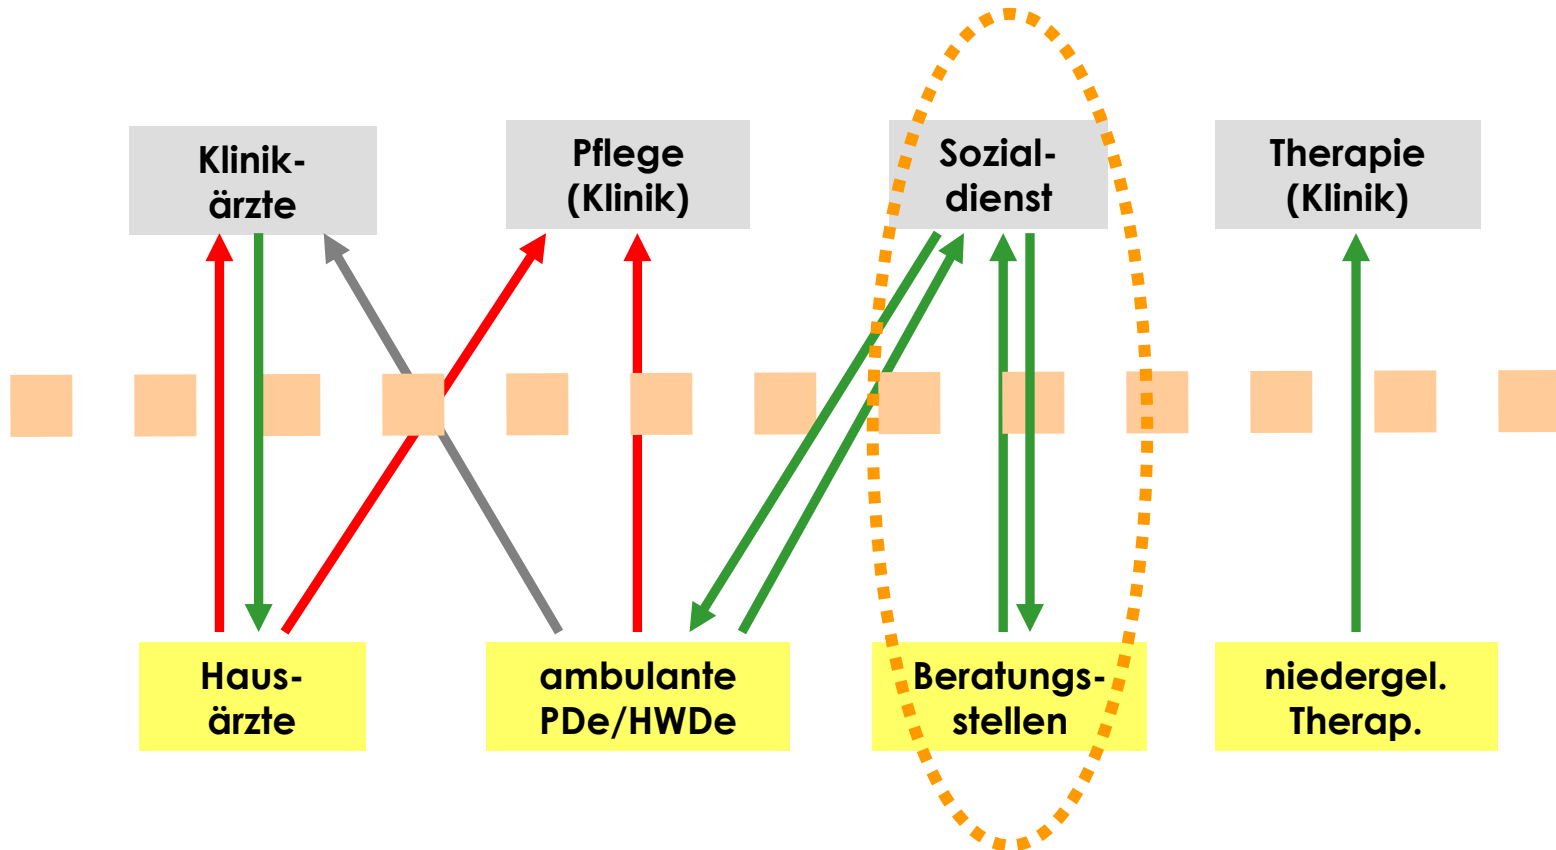 Klinik-
ärzte
Pflege
(Klinik)
Sozial-
dienst
Therapie
(Klinik)
Haus-
ärzte
ambulante
PDe/HWDe
Beratungs-
stellen
niedergel.
Therap.